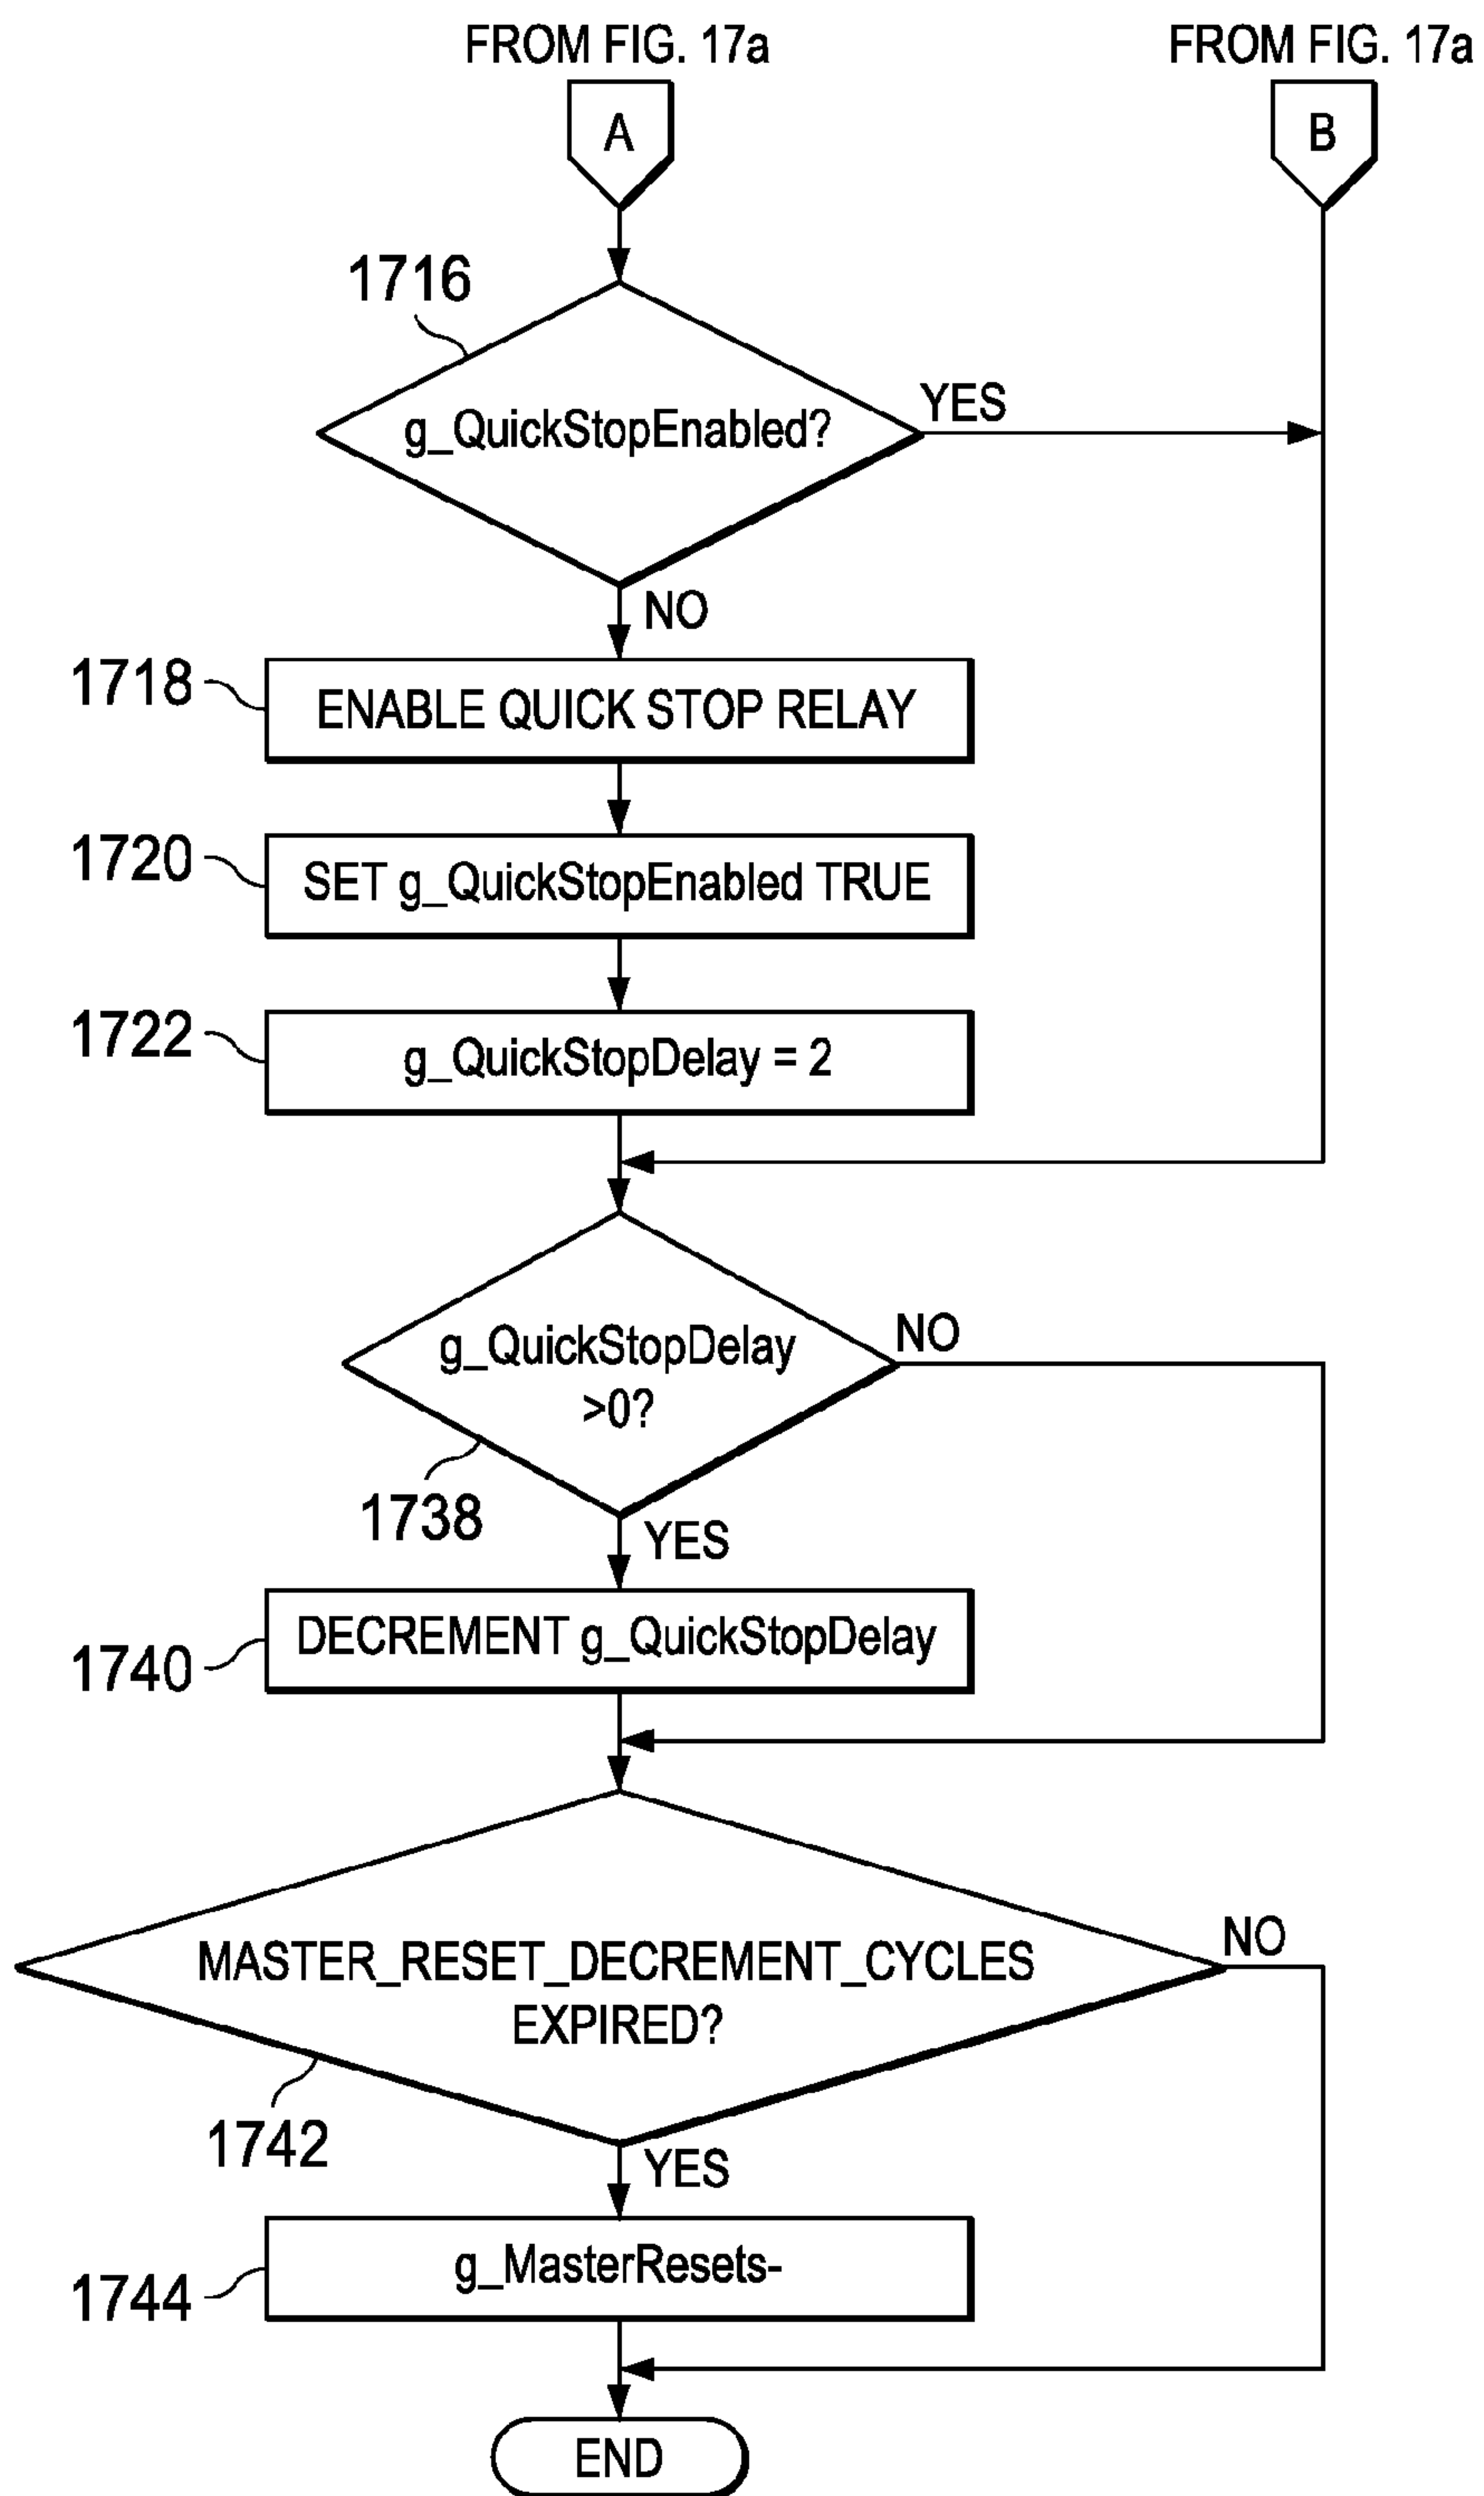 FROM FIG. 17a
FROM FIG. 17a
A
B
1716
g_QuickStopEnabled?
YES
NO
1718
ENABLE QUICK STOP RELAY
1720
SET g_QuickStopEnabled TRUE
1722
g_QuickStopDelay = 2
g_QuickStopDelay
>0?
NO
1738
YES
DECREMENT g_QuickStopDelay
1740
MASTER_RESET_DECREMENT_CYCLES
EXPIRED?
NO
1742
YES
g_MasterResets-
1744
END